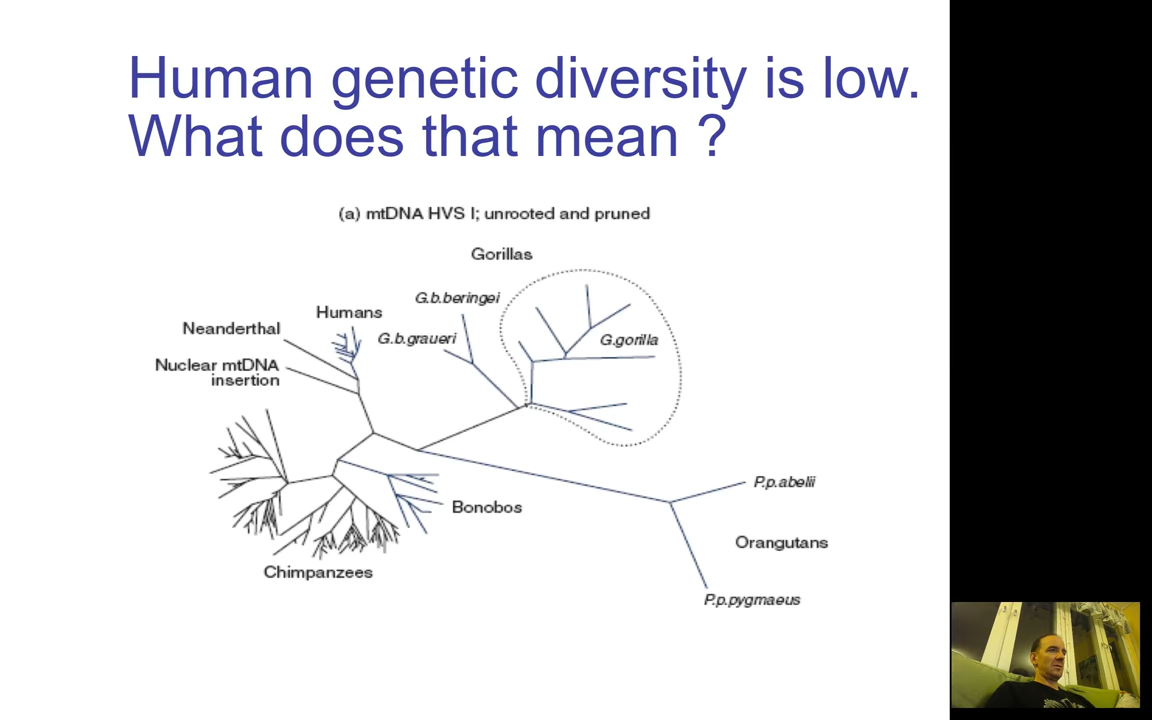 Human genetic diversity is low.
What does that mean ?
(a) mtDNA HVS I; unrooted and pruned
Gorillas
G.b.beringei
Humans
Neanderthal
G.b.graueri
G.gorilla
Nuclear mtDNA
insertion
P.p.abelii
Bonobos
Orangutans
Chimpanzees
P.p.pygmaeus